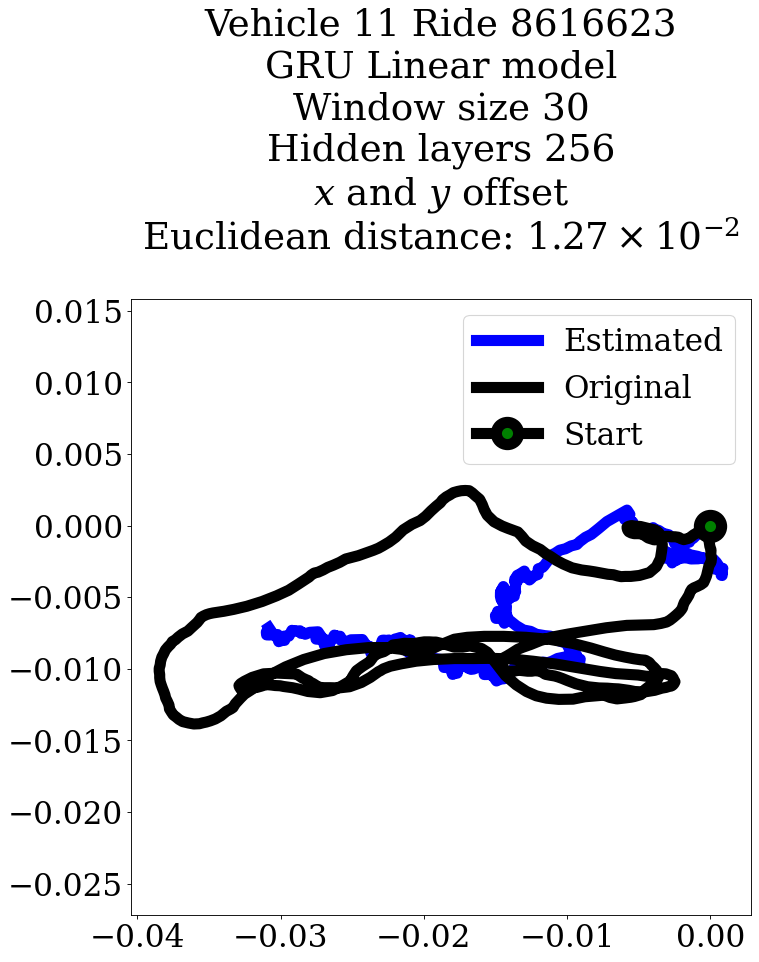 Vehicle 11 Ride 8616623
GRU Linear model
Window size 30
Hidden layers 256
x and y offset
Euclidean distance: 1.27 × 10⁻²
0.015
0.010
0.005
0.000
−0.005
−0.010
−0.015
−0.020
−0.025
Estimated
Original
Start
−0.04 −0.03 −0.02 −0.01 0.00